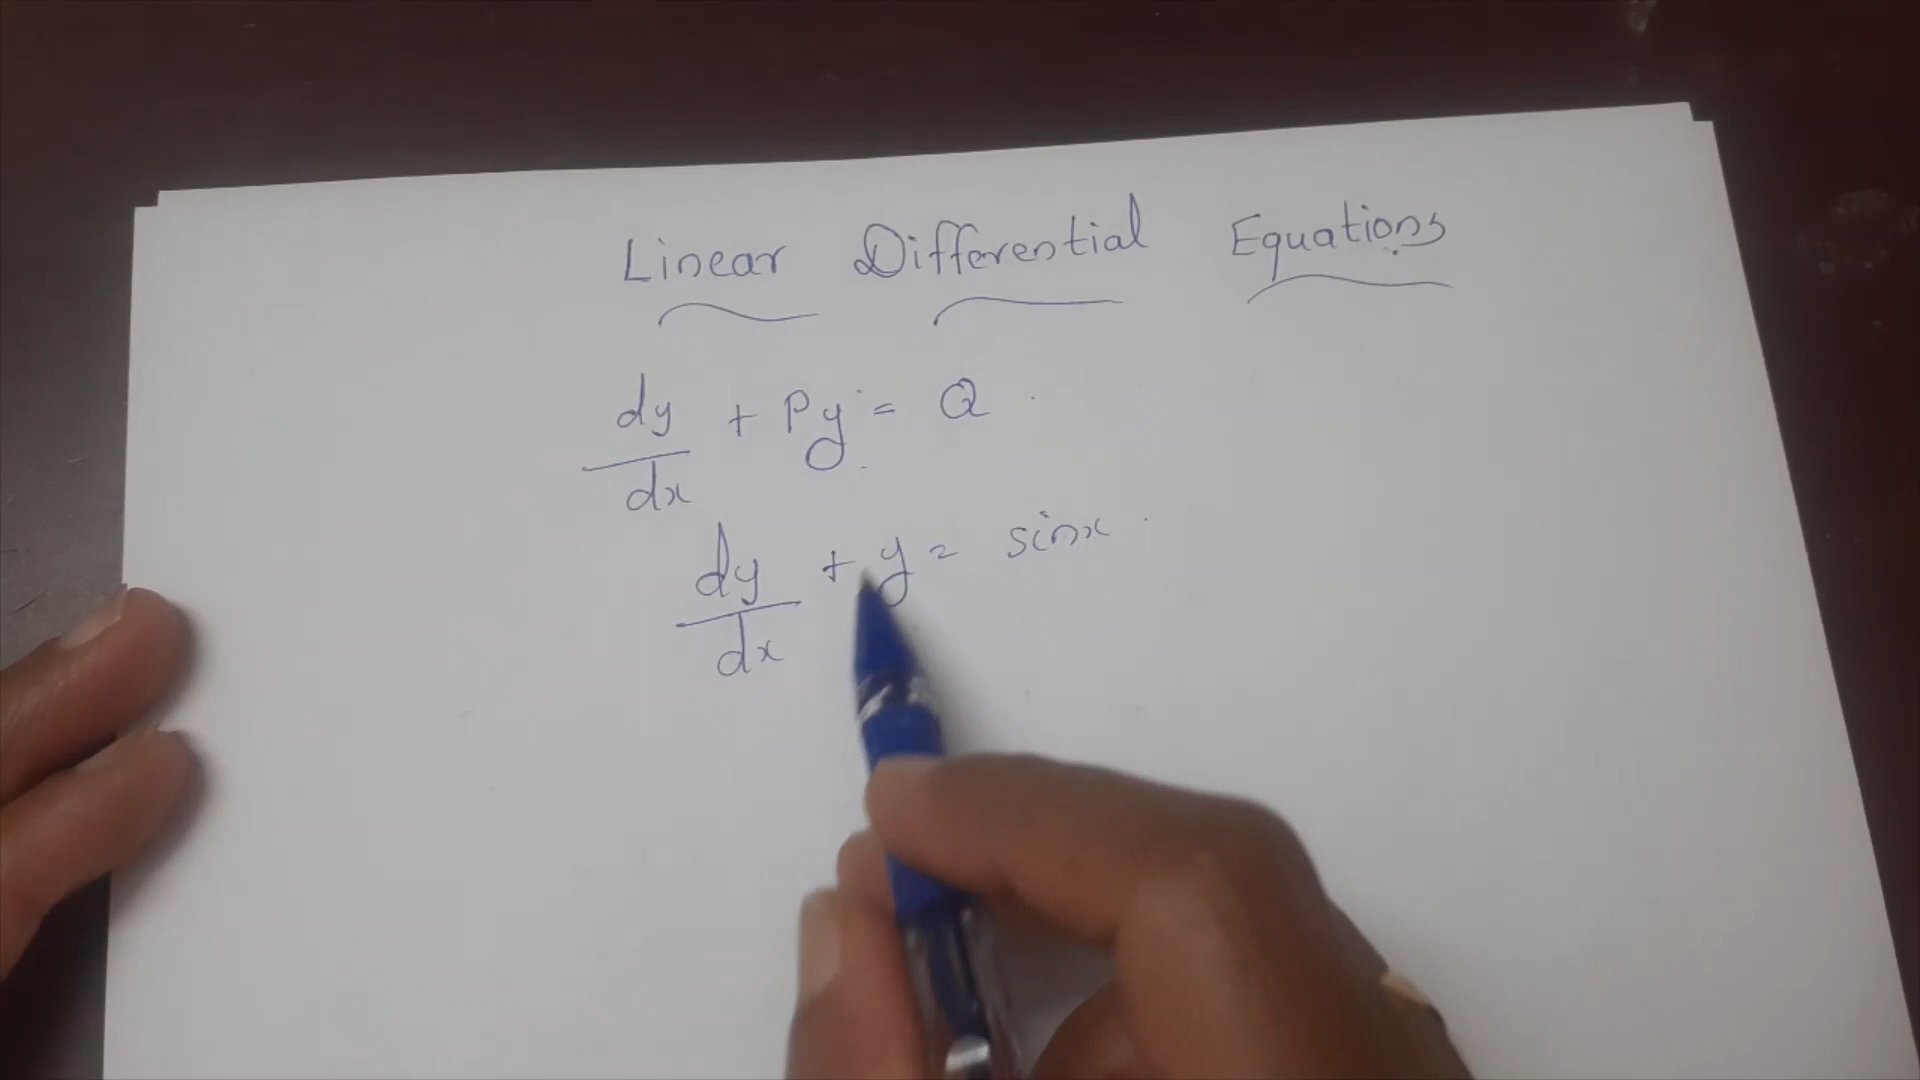 Linear Differential Equations
dy/dx + Py = Q
dy/dx + y = sinx